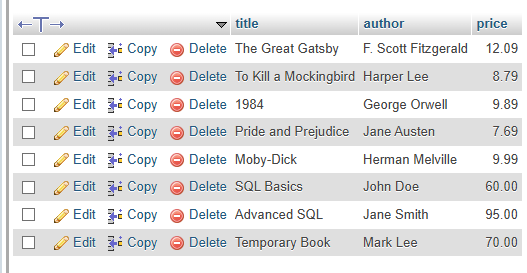 title author price
Edit Copy Delete The Great Gatsby F. Scott Fitzgerald 12.09
Edit Copy Delete To Kill a Mockingbird Harper Lee 8.79
Edit Copy Delete 1984 George Orwell 9.89
Edit Copy Delete Pride and Prejudice Jane Austen 7.69
Edit Copy Delete Moby-Dick Herman Melville 9.99
Edit Copy Delete SQL Basics John Doe 60.00
Edit Copy Delete Advanced SQL Jane Smith 95.00
Edit Copy Delete Temporary Book Mark Lee 70.00